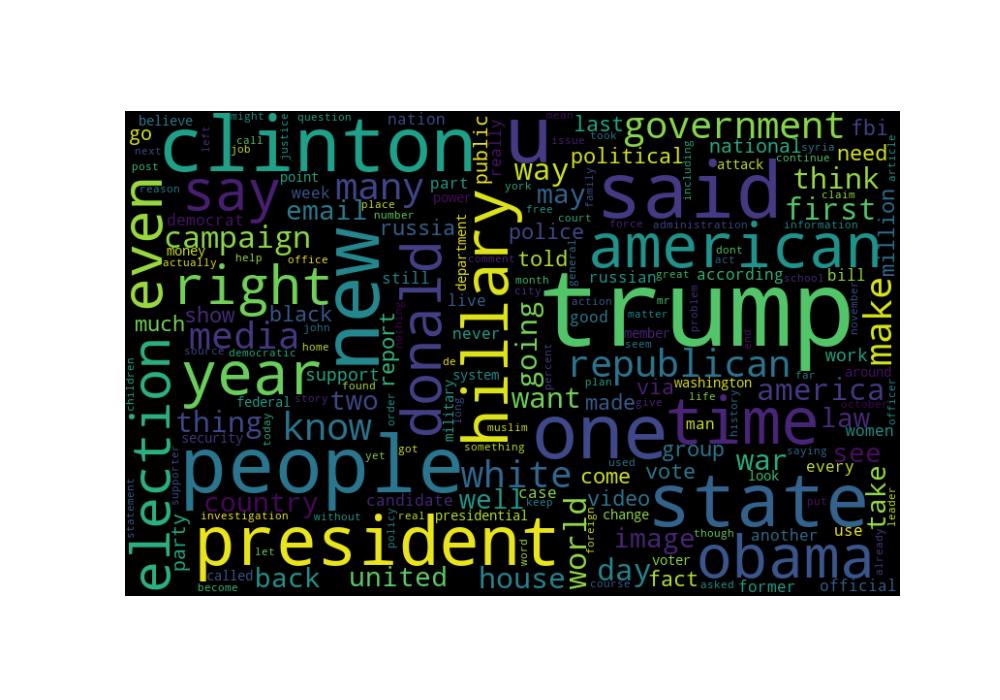 believe
might
question
nation
go
clinton
call
job
justice
left
next
post
reason
public
really
u
mean
took
issue
last
government
fbi
national
syria
need
way
political
attack
continue
article
including
family
york
say
many
point
week
part
power
place
number
email
democrat
russia
may
free
court
said
think
claim
first
force
administration
information
million
even
campaign
money
actually
help
office
new
donald
department
hillary
police
told
comment
general
american
dont
act
russian
great
according
school
bill
right
still
month
city
live
trump
november
make
show
black
much
media
john
nothing
report
never
going
action
good
mr
matter
problem
member
seem
end
source
democratic
home
de
republican
work
year
support
found
system
percent
plan
far
around
via
washington
america
officer
children
election
federal
story
two
order
military
long
want
made
give
life
october
thing
today
know
muslim
one
time
man
history
law
women
security
yet
got
something
group
saying
see
people
white
come
used
vote
war
look
every
supporter
country
candidate
well
case
keep
video
state
put
take
leader
statement
investigation
without
policy
real
presidential
world
foreign
change
though
another
use
party
president
let
word
image
voter
obama
already
called
become
back
united
house
course
day
fact
asked
former
official